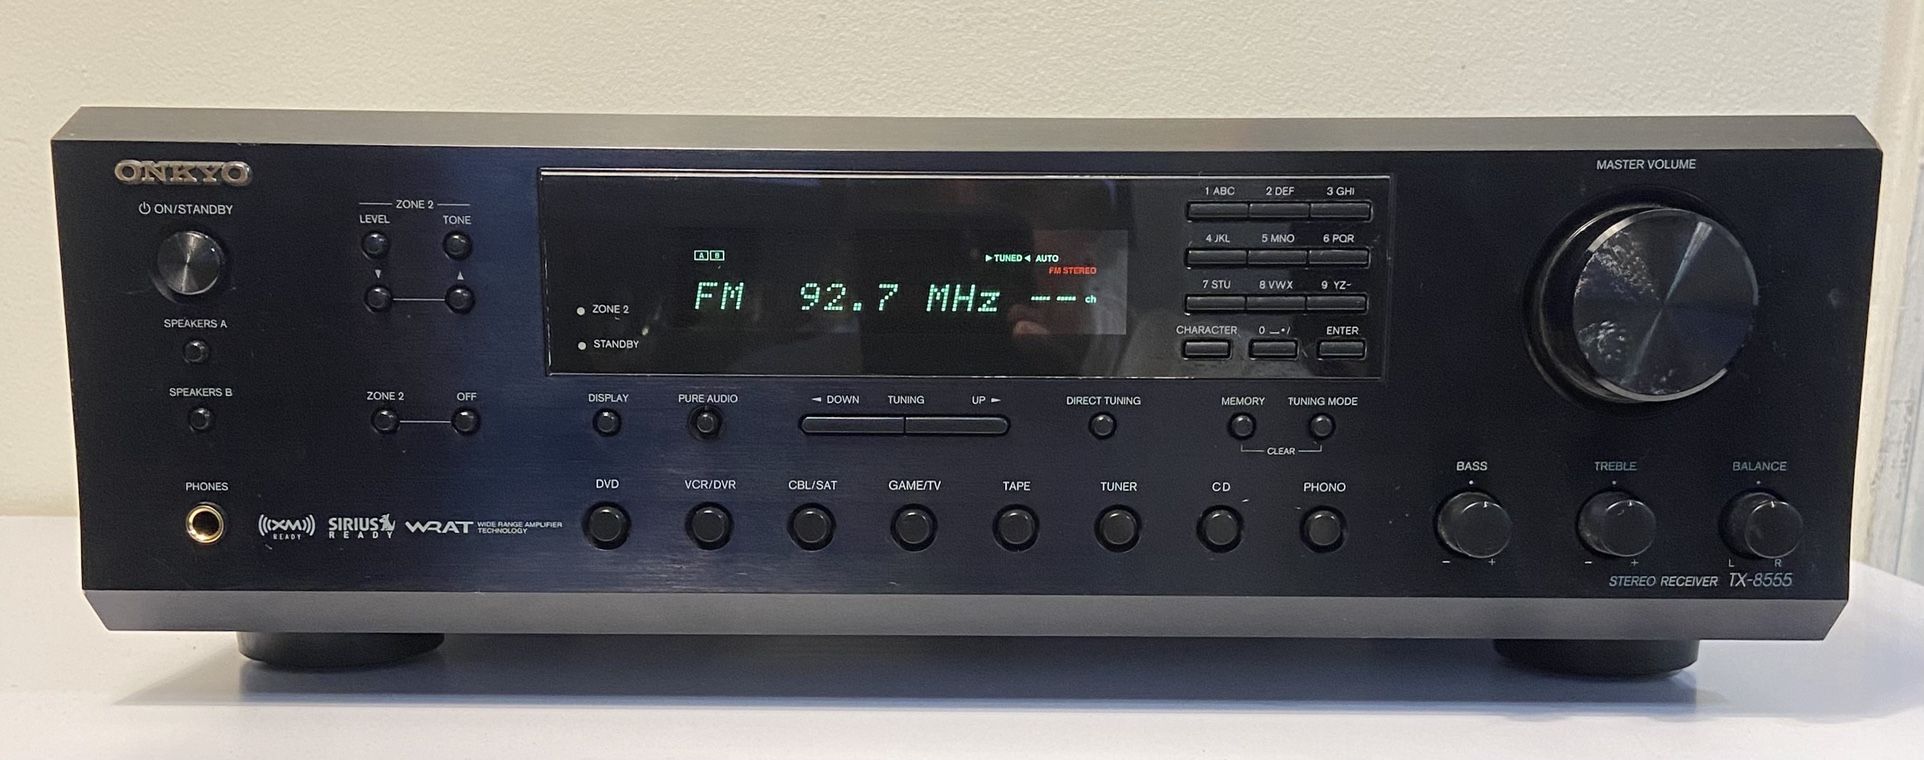 ONKYO
MASTER VOLUME
ON/STANDBY
ZONE 2
LEVEL TONE
SPEAKERS A
SPEAKERS B
ZONE 2 OFF
PHONES
XM READY
SIRIUS READY
WRAT WIDE RANGE AMPLIFIER TECHNOLOGY
A B
TUNED AUTO
FM STEREO
FM 92.7 MHz -- -- ch
ZONE 2
STANDBY
1 ABC 2 DEF 3 GHI
4 JKL 5 MNO 6 PQR
7 STU 8 VWX 9 YZ~
CHARACTER 0 ENTER
DISPLAY PURE AUDIO DOWN TUNING UP DIRECT TUNING MEMORY TUNING MODE
CLEAR
DVD VCR/DVR CBL/SAT GAME/TV TAPE TUNER CD PHONO
BASS TREBLE BALANCE
- + - + L R
STEREO RECEIVER TX-8555